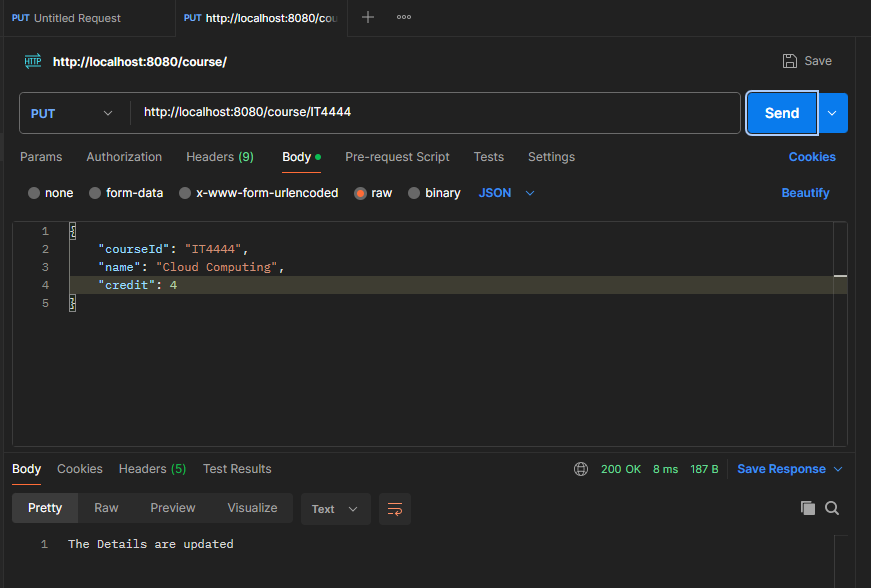 PUT Untitled Request PUT http://localhost:8080/cou
HTTP http://localhost:8080/course/ Save
PUT http://localhost:8080/course/IT4444 Send
Params Authorization Headers (9) Body Pre-request Script Tests Settings Cookies
none form-data x-www-form-urlencoded raw binary JSON Beautify
1 {
2 "courseId": "IT4444",
3 "name": "Cloud Computing",
4 "credit": 4
5 }
Body Cookies Headers (5) Test Results 200 OK 8 ms 187 B Save Response
Pretty Raw Preview Visualize Text
1 The Details are updated